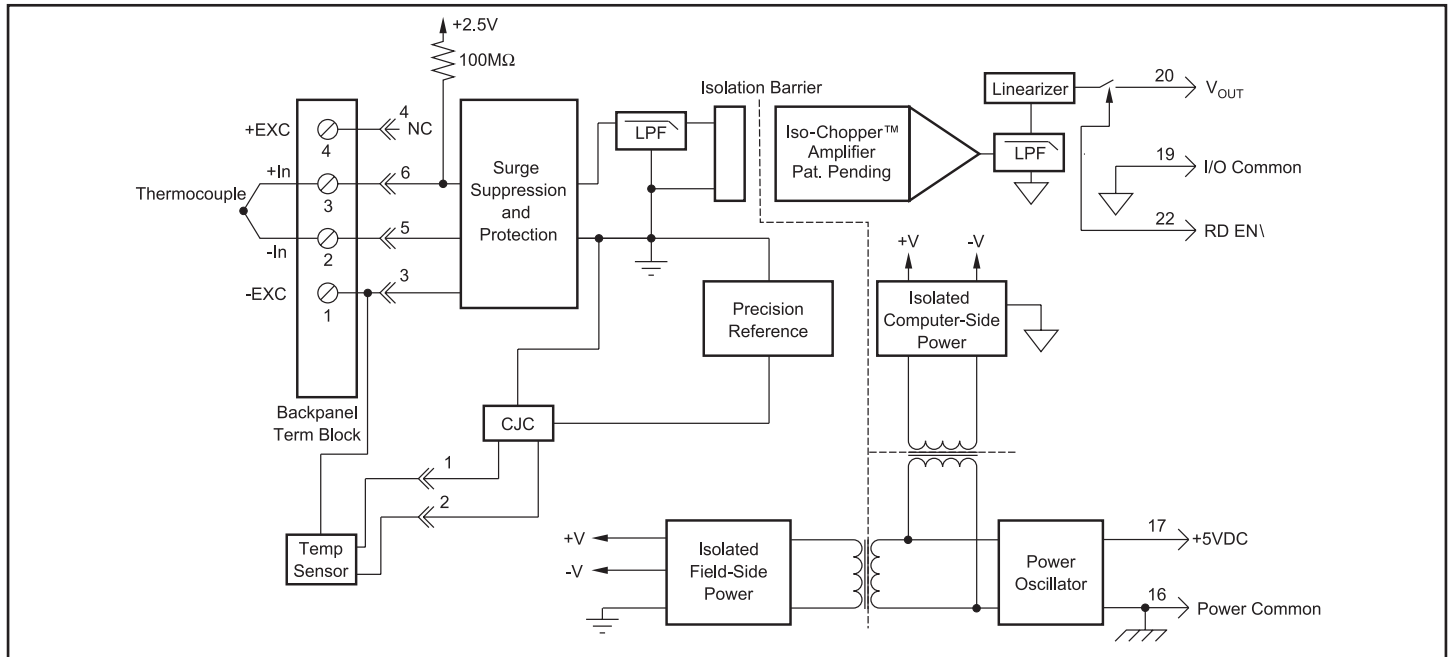 +2.5V
100MΩ
Isolation Barrier
20
Linearizer
VOUT
+EXC
4
NC
4
LPF
Iso-Chopper™
Amplifier
Pat. Pending
LPF
19
I/O Common
+In
6
3
Surge
Suppression
and
Protection
Thermocouple
22
RD EN\
-In
5
2
+V
-V
-EXC
3
1
Precision
Reference
Isolated
Computer-Side
Power
Backpanel
Term Block
CJC
1
2
Temp
Sensor
+V
-V
Isolated
Field-Side
Power
Power
Oscillator
17
+5VDC
16
Power Common